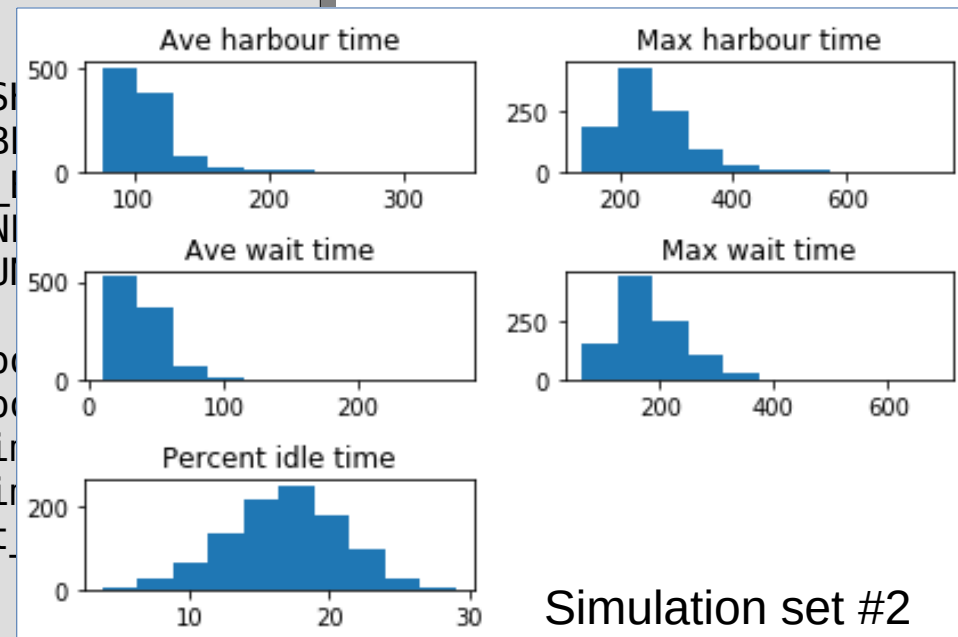 Ave harbour time
500
0
100 200 300
Max harbour time
250
0
200 400 600
Ave wait time
500
0
0 100 200
Max wait time
250
0
200 400 600
Percent idle time
200
0
10 20 30
Simulation set #2